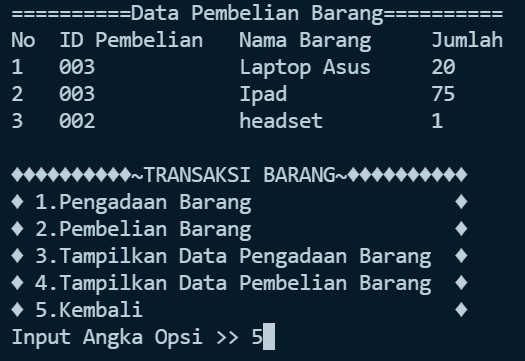 ==========Data Pembelian Barang==========
No  ID Pembelian   Nama Barang     Jumlah
1   003            Laptop Asus     20
2   003            Ipad            75
3   002            headset         1
♦♦♦♦♦♦♦♦♦♦~TRANSAKSI BARANG~♦♦♦♦♦♦♦♦♦♦
♦ 1.Pengadaan Barang                 ♦
♦ 2.Pembelian Barang                 ♦
♦ 3.Tampilkan Data Pengadaan Barang  ♦
♦ 4.Tampilkan Data Pembelian Barang  ♦
♦ 5.Kembali                          ♦
Input Angka Opsi >> 5